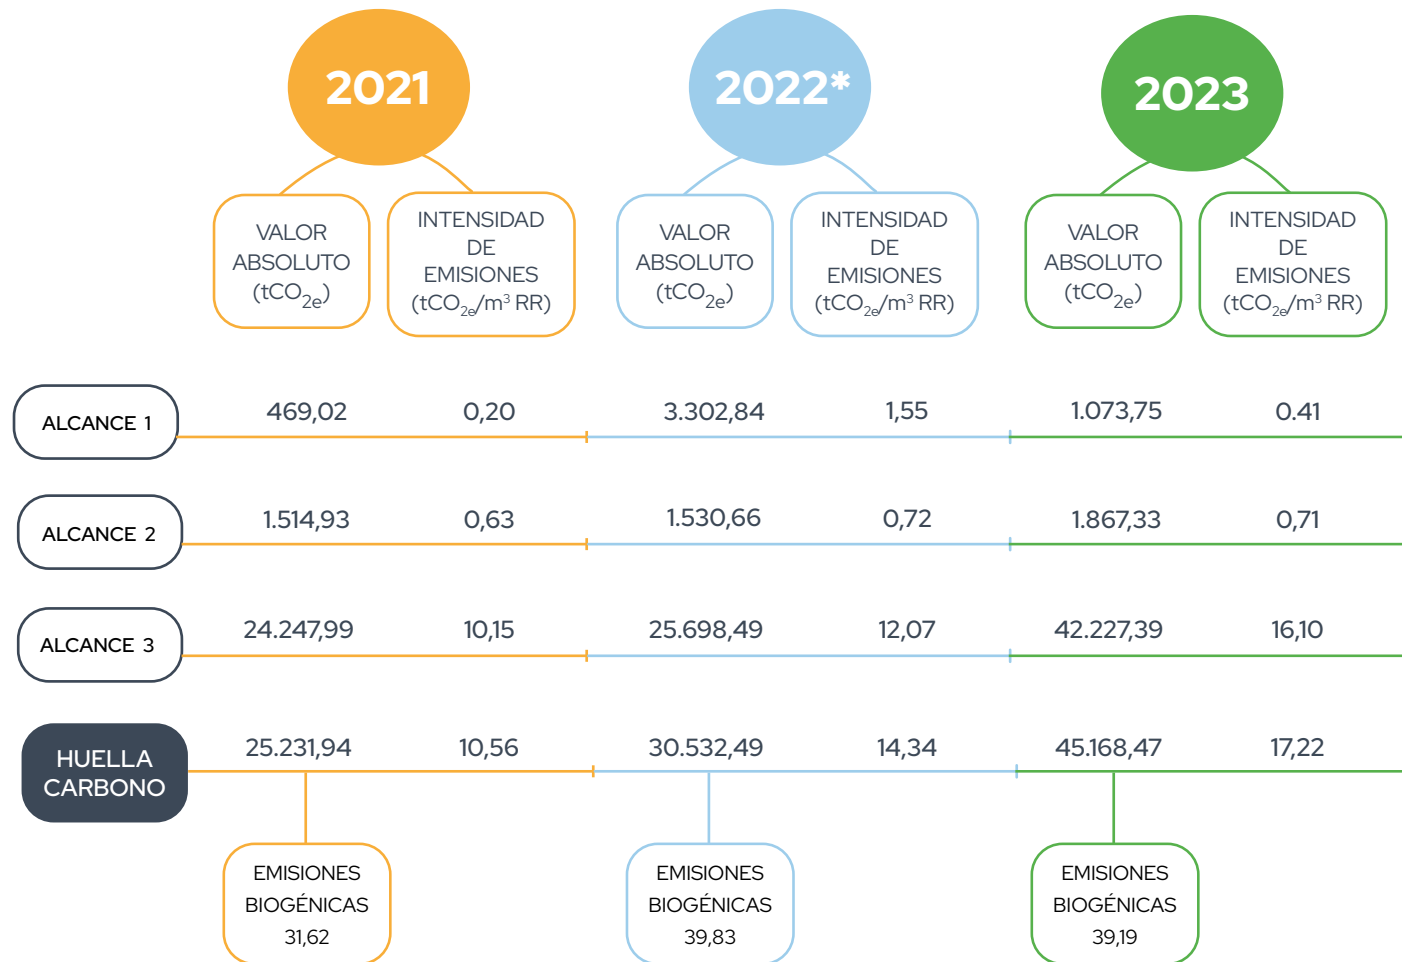 2021
2022*
2023
VALOR
ABSOLUTO
(tCO2e)
INTENSIDAD
DE
EMISIONES
(tCO2e/m³ RR)
VALOR
ABSOLUTO
(tCO2e)
INTENSIDAD
DE
EMISIONES
(tCO2e/m³ RR)
VALOR
ABSOLUTO
(tCO2e)
INTENSIDAD
DE
EMISIONES
(tCO2e/m³ RR)
ALCANCE 1 469,02 0,20 3.302,84 1,55 1.073,75 0.41
ALCANCE 2 1.514,93 0,63 1.530,66 0,72 1.867,33 0,71
ALCANCE 3 24.247,99 10,15 25.698,49 12,07 42.227,39 16,10
HUELLA
CARBONO
25.231,94 10,56 30.532,49 14,34 45.168,47 17,22
EMISIONES
BIOGÉNICAS
31,62
EMISIONES
BIOGÉNICAS
39,83
EMISIONES
BIOGÉNICAS
39,19